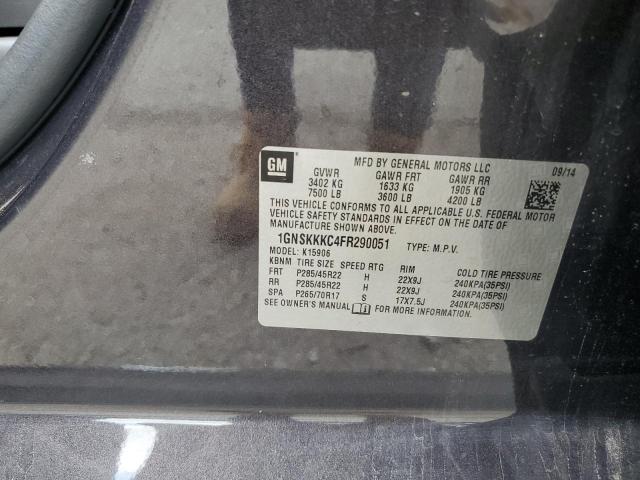 GM
MFD BY GENERAL MOTORS LLC 09/14
GVWR GAWR FRT GAWR RR
3402 KG 1633 KG 1905 KG
7500 LB 3600 LB 4200 LB
THIS VEHICLE CONFORMS TO ALL APPLICABLE U.S. FEDERAL MOTOR
VEHICLE SAFETY STANDARDS IN EFFECT ON THE DATE OF
MANUFACTURE SHOWN ABOVE.
1GNSKKKC4FR290051 TYPE: M.P.V.
MODEL: K15906
KBNM TIRE SIZE SPEED RTG RIM COLD TIRE PRESSURE
FRT P285/45R22 H 22X9J 240KPA(35PSI)
RR P285/45R22 H 22X9J 240KPA(35PSI)
SPA P265/70R17 S 17X7.5J 240KPA(35PSI)
SEE OWNER'S MANUAL FOR MORE INFORMATION.